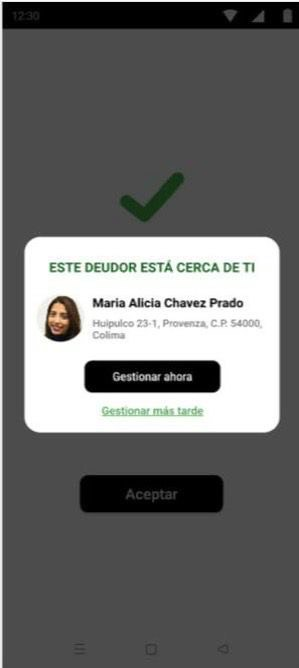 12:30
ESTE DEUDOR ESTÁ CERCA DE TI
Maria Alicia Chavez Prado
Huipulco 23-1, Provenza, C.P. 54000,
Colima
Gestionar ahora
Gestionar más tarde
Aceptar